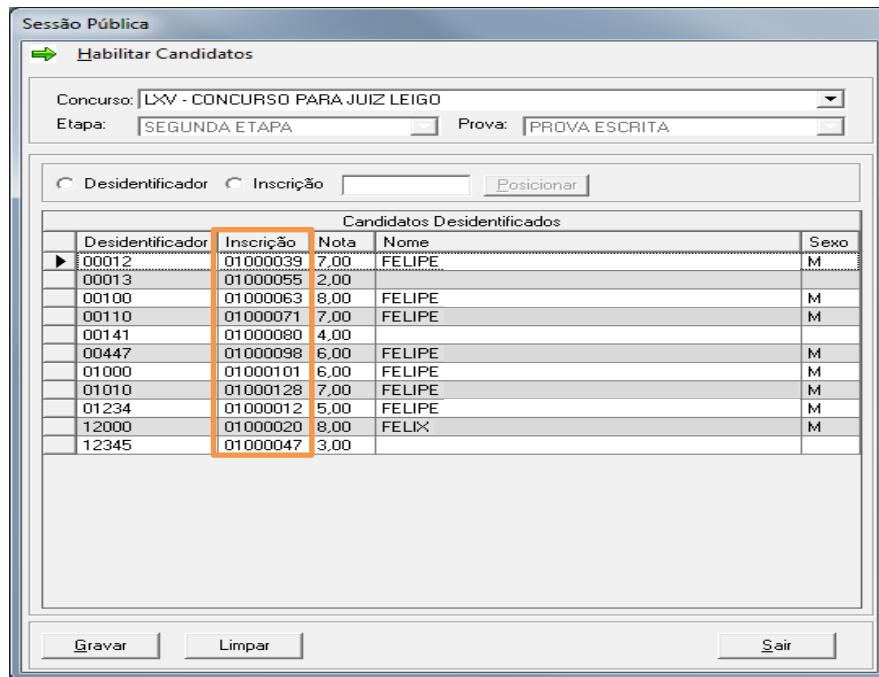 Sessão Pública
Habilitar Candidatos
Concurso: LXV - CONCURSO PARA JUIZ LEIGO
Etapa: SEGUNDA ETAPA Prova: PROVA ESCRITA
Desidentificador Inscrição Posicionar
Candidatos Desidentificados
Desidentificador Inscrição Nota Nome Sexo
00012 01000039 7,00 FELIPE M
00013 01000055 2,00
00100 01000063 8,00 FELIPE M
00110 01000071 7,00 FELIPE M
00141 01000080 4,00
00447 01000098 6,00 FELIPE M
01000 01000101 6,00 FELIPE M
01010 01000128 7,00 FELIPE M
01234 01000012 5,00 FELIPE M
12000 01000020 8,00 FELIX M
12345 01000047 3,00
Gravar Limpar Sair